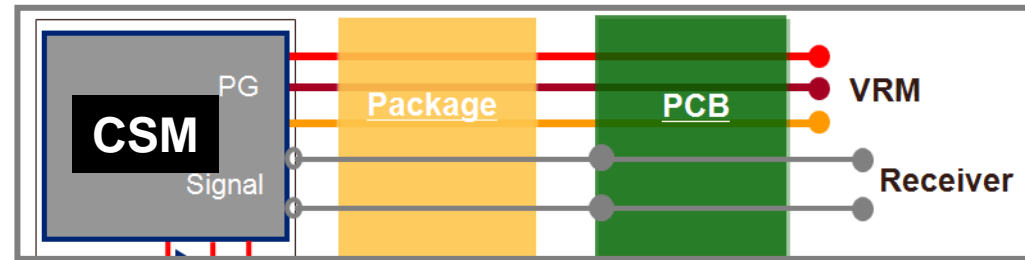 PG
CSM
Signal
Package
PCB
VRM
Receiver